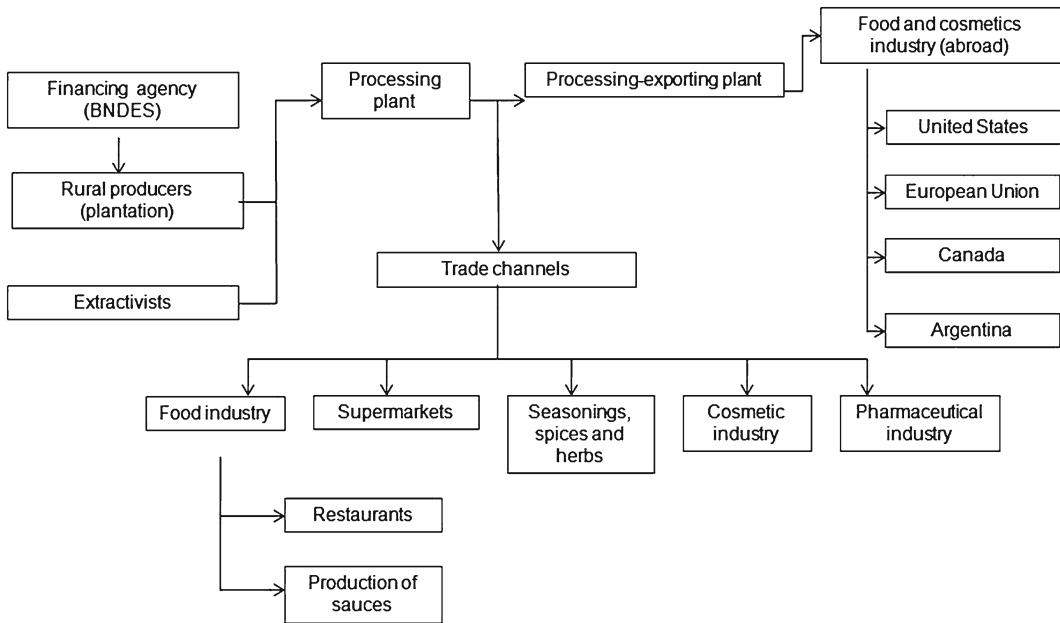 Financing agency
(BNDES)
Rural producers
(plantation)
Extractivists
Processing
plant
Processing-exporting plant
Food and cosmetics
industry (abroad)
United States
European Union
Canada
Argentina
Trade channels
Food industry
Supermarkets
Seasonings,
spices and
herbs
Cosmetic
industry
Pharmaceutical
industry
Restaurants
Production of
sauces